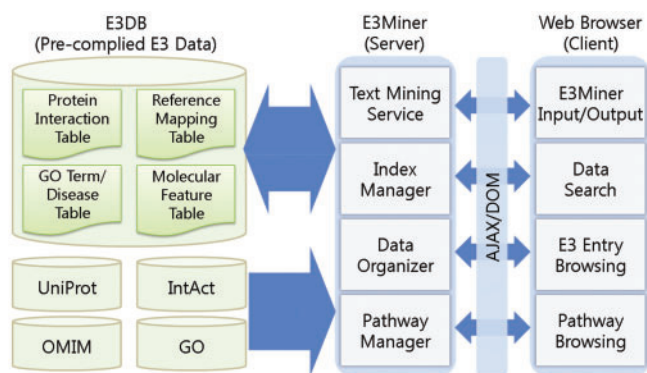 E3DB
(Pre-complied E3 Data)
Protein
Interaction
Table
Reference
Mapping
Table
GO Term/
Disease
Table
Molecular
Feature
Table
UniProt
IntAct
OMIM
GO
E3Miner
(Server)
Text Mining
Service
Index
Manager
Data
Organizer
Pathway
Manager
AJAX/DOM
Web Browser
(Client)
E3Miner
Input/Output
Data
Search
E3 Entry
Browsing
Pathway
Browsing